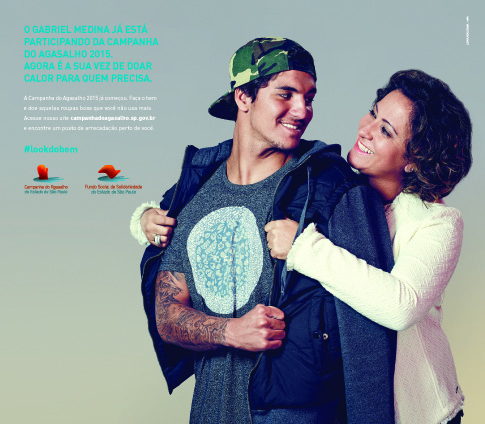 O GABRIEL MEDINA JÁ ESTÁ
PARTICIPANDO DA CAMPANHA
DO AGASALHO 2015.
AGORA É A SUA VEZ DE DOAR
CALOR PARA QUEM PRECISA.
A Campanha do Agasalho 2015 já começou. Faça o bem
e doe aquelas roupas boas que você não usa mais.
Acesse nosso site campanhadoagasalho.sp.gov.br
e encontre um posto de arrecadação perto de você.
#lookdobem
Campanha do Agasalho
do Estado de São Paulo
Fundo Social de Solidariedade
do Estado de São Paulo